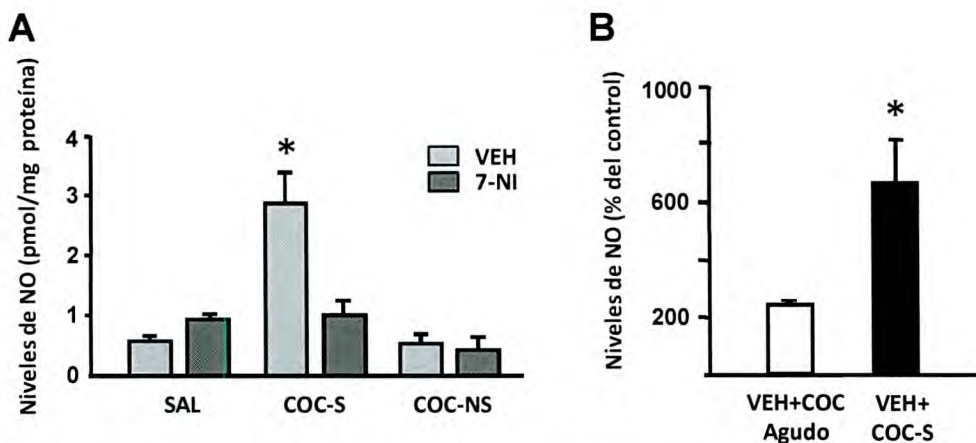 A
Niveles de NO (pmol/mg proteína)
4
3
2
1
0
*
VEH
7-NI
SAL
COC-S
COC-NS
B
Niveles de NO (% del control)
1000
600
200
*
VEH+COC
Agudo
VEH+
COC-S